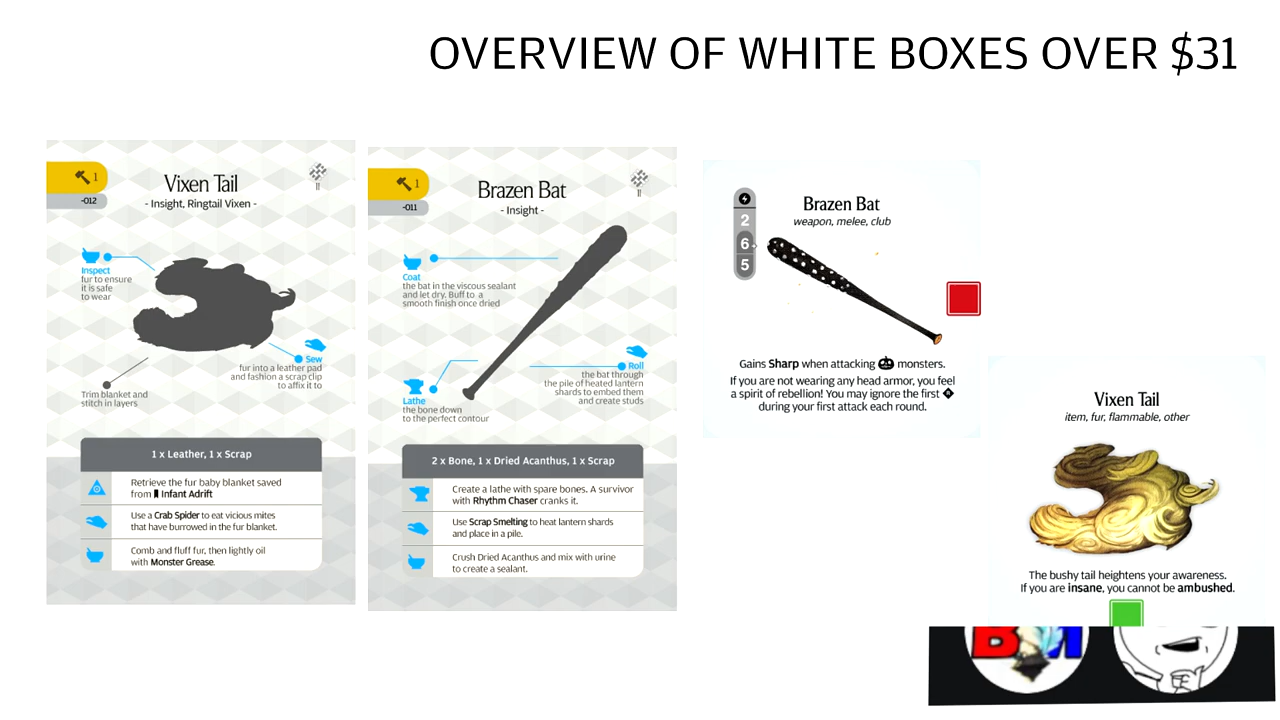 OVERVIEW OF WHITE BOXES OVER $31
1
-012
Vixen Tail
- Insight, Ringtail Vixen -
II
Inspect
fur to ensure
it is safe
to wear
Sew
fur into a leather pad
and fashion a scrap clip
to affix it to
Trim blanket and
stitch in layers
1 x Leather, 1 x Scrap
Retrieve the fur baby blanket saved
from Infant Adrift
Use a Crab Spider to eat vicious mites
that have burrowed in the fur blanket.
Comb and fluff fur, then lightly oil
with Monster Grease.
1
-011
Brazen Bat
- Insight -
II
Coat
the bat in the viscous sealant
and let dry. Buff to a
smooth finish once dried
Roll
the bat through
the pile of heated lantern
shards to embed them
and create studs
Lathe
the bone down
to the perfect contour
2 x Bone, 1 x Dried Acanthus, 1 x Scrap
Create a lathe with spare bones. A survivor
with Rhythm Chaser cranks it.
Use Scrap Smelting to heat lantern shards
and place in a pile.
Crush Dried Acanthus and mix with urine
to create a sealant.
2
6+
5
Brazen Bat
weapon, melee, club
Gains Sharp when attacking monsters.
If you are not wearing any head armor, you feel
a spirit of rebellion! You may ignore the first
during your first attack each round.
Vixen Tail
item, fur, flammable, other
The bushy tail heightens your awareness.
If you are insane, you cannot be ambushed.